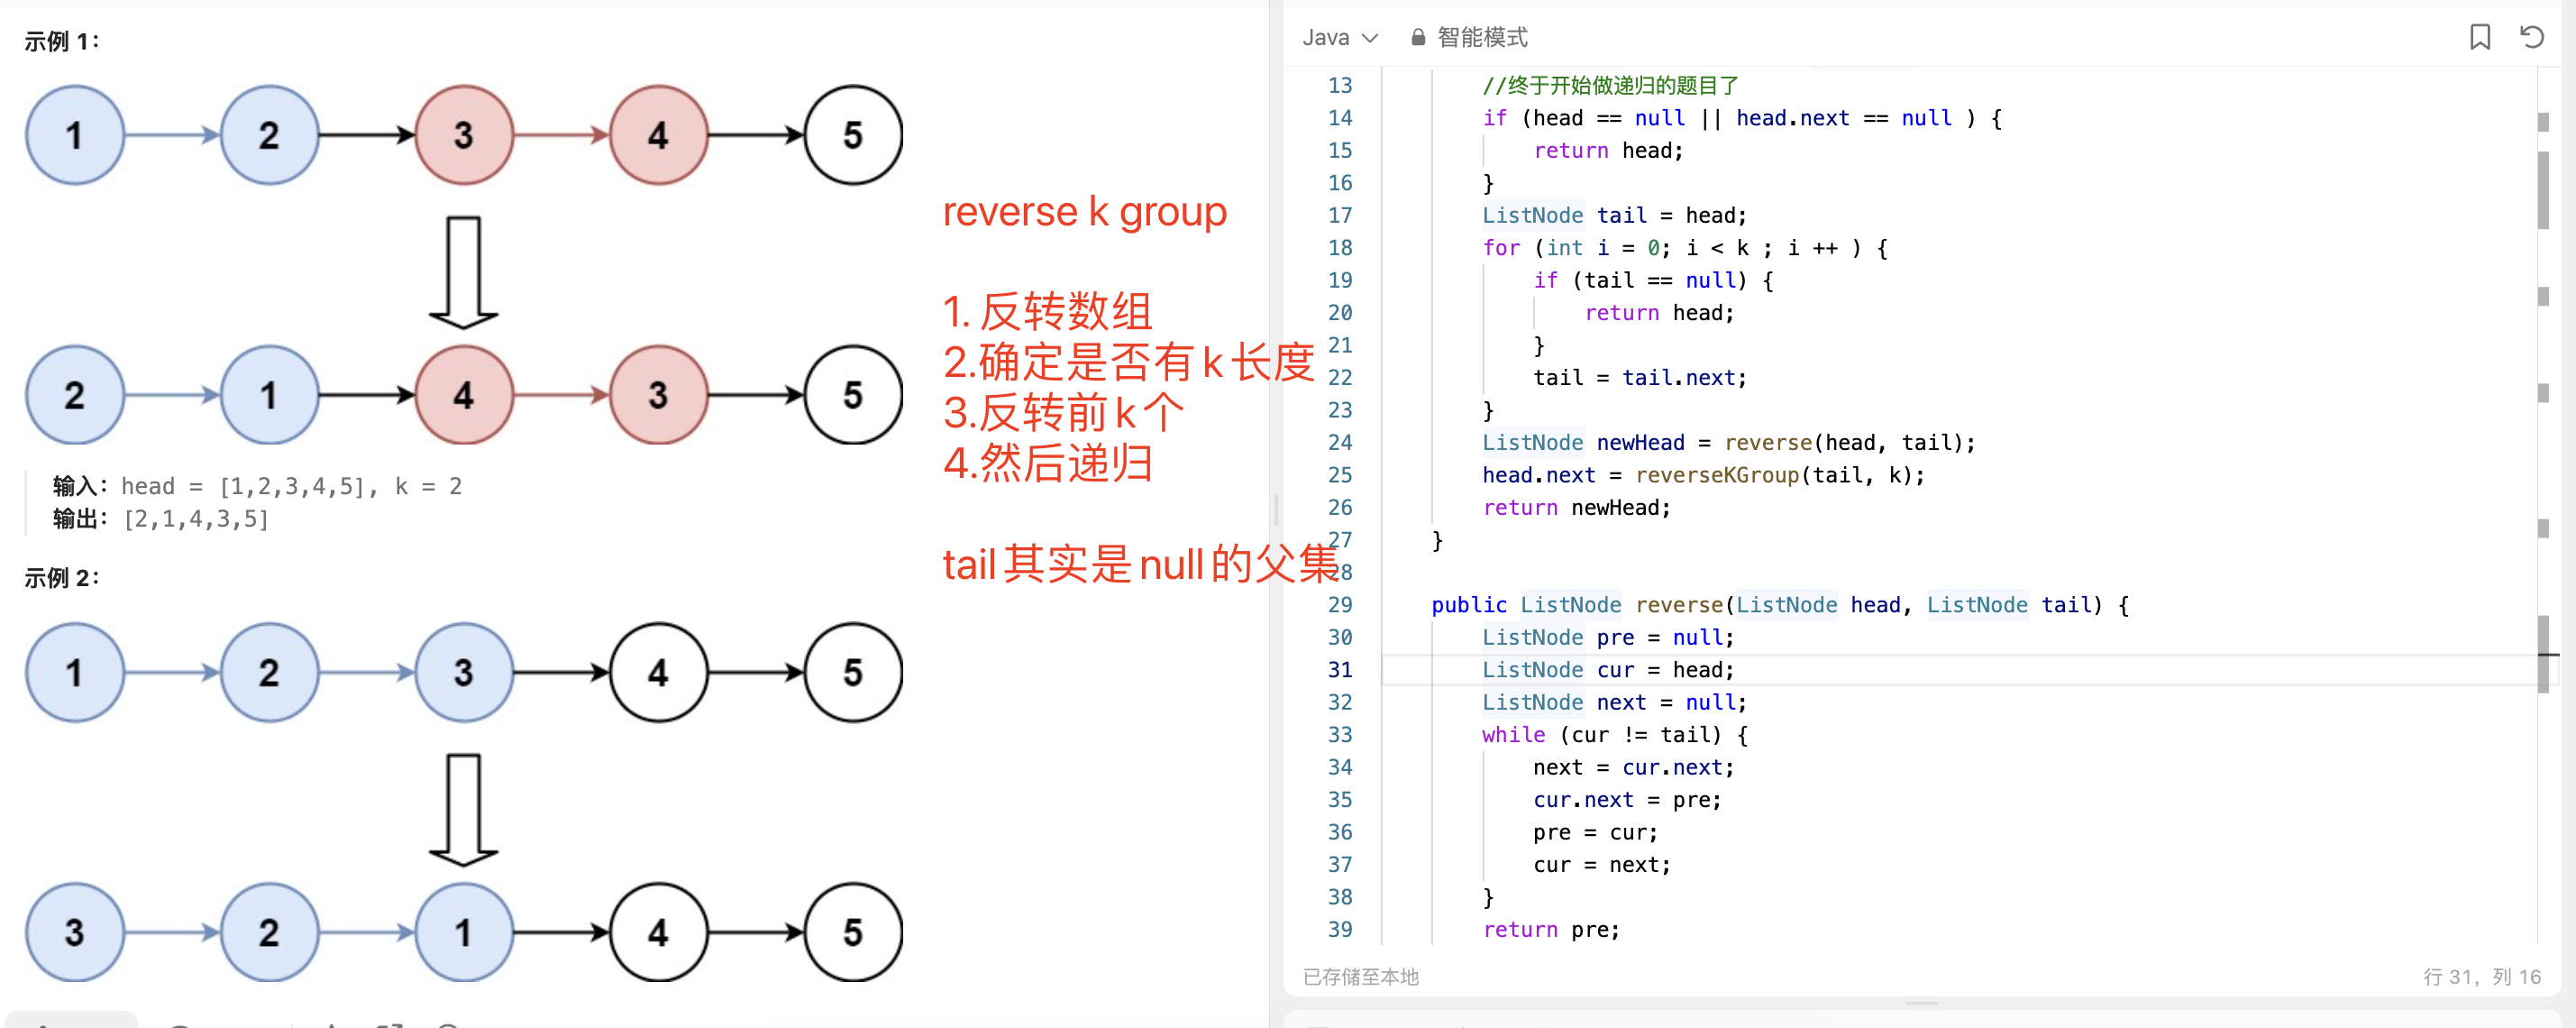 示例 1：
1 2 3 4 5
2 1 4 3 5
输入：head = [1,2,3,4,5], k = 2
输出：[2,1,4,3,5]
示例 2：
1 2 3 4 5
3 2 1 4 5
reverse k group
1. 反转数组
2.确定是否有k长度
3.反转前k个
4.然后递归
tail其实是null的父集
Java 智能模式
13 //终于开始做递归的题目了
14 if (head == null || head.next == null ) {
15 return head;
16 }
17 ListNode tail = head;
18 for (int i = 0; i < k ; i ++ ) {
19 if (tail == null) {
20 return head;
21 }
22 tail = tail.next;
23 }
24 ListNode newHead = reverse(head, tail);
25 head.next = reverseKGroup(tail, k);
26 return newHead;
27 }
28
29 public ListNode reverse(ListNode head, ListNode tail) {
30 ListNode pre = null;
31 ListNode cur = head;
32 ListNode next = null;
33 while (cur != tail) {
34 next = cur.next;
35 cur.next = pre;
36 pre = cur;
37 cur = next;
38 }
39 return pre;
已存储至本地
行 31，列 16